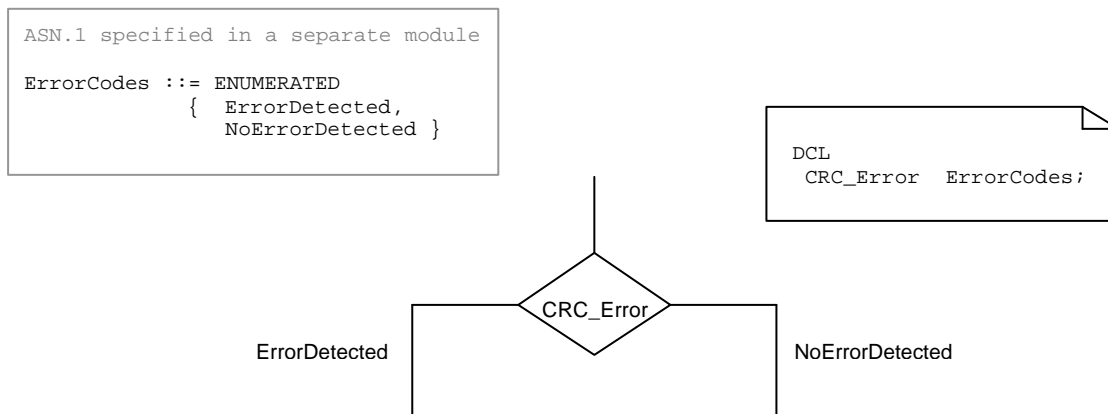 ASN.1 specified in a separate module
ErrorCodes ::= ENUMERATED
{ ErrorDetected,
NoErrorDetected }
DCL
CRC_Error ErrorCodes;
CRC_Error
ErrorDetected
NoErrorDetected